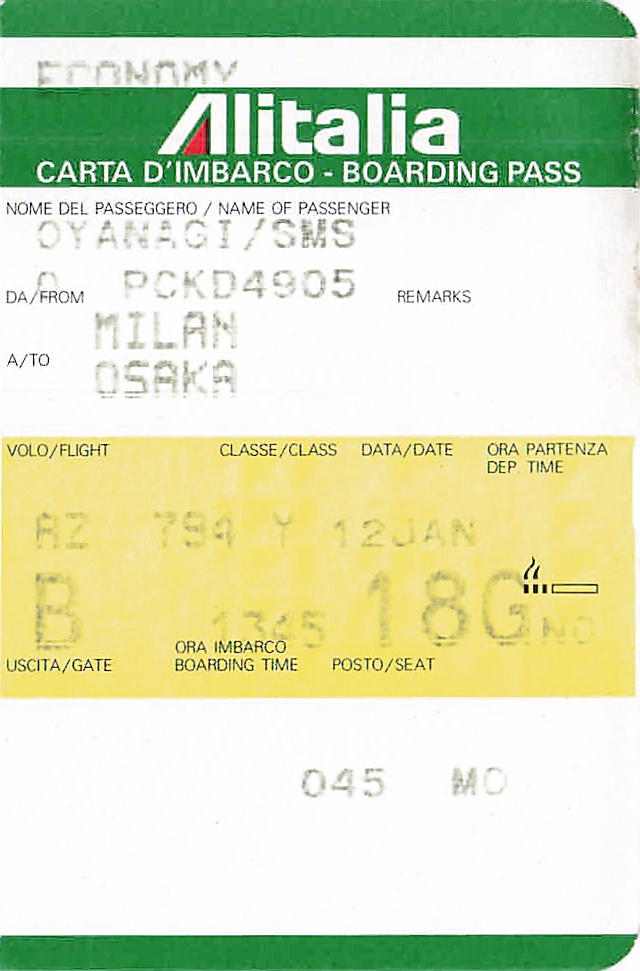 ECONOMY
Alitalia
CARTA D'IMBARCO - BOARDING PASS
NOME DEL PASSEGGERO / NAME OF PASSENGER
OYANAGI/SMS
Q PCKD4905
DA/FROM REMARKS
MILAN
A/TO
OSAKA
VOLO/FLIGHT CLASSE/CLASS DATA/DATE ORA PARTENZA
DEP. TIME
AZ 794 Y 12JAN
B 1345 18G NO
ORA IMBARCO
USCITA/GATE BOARDING TIME POSTO/SEAT
045 MO